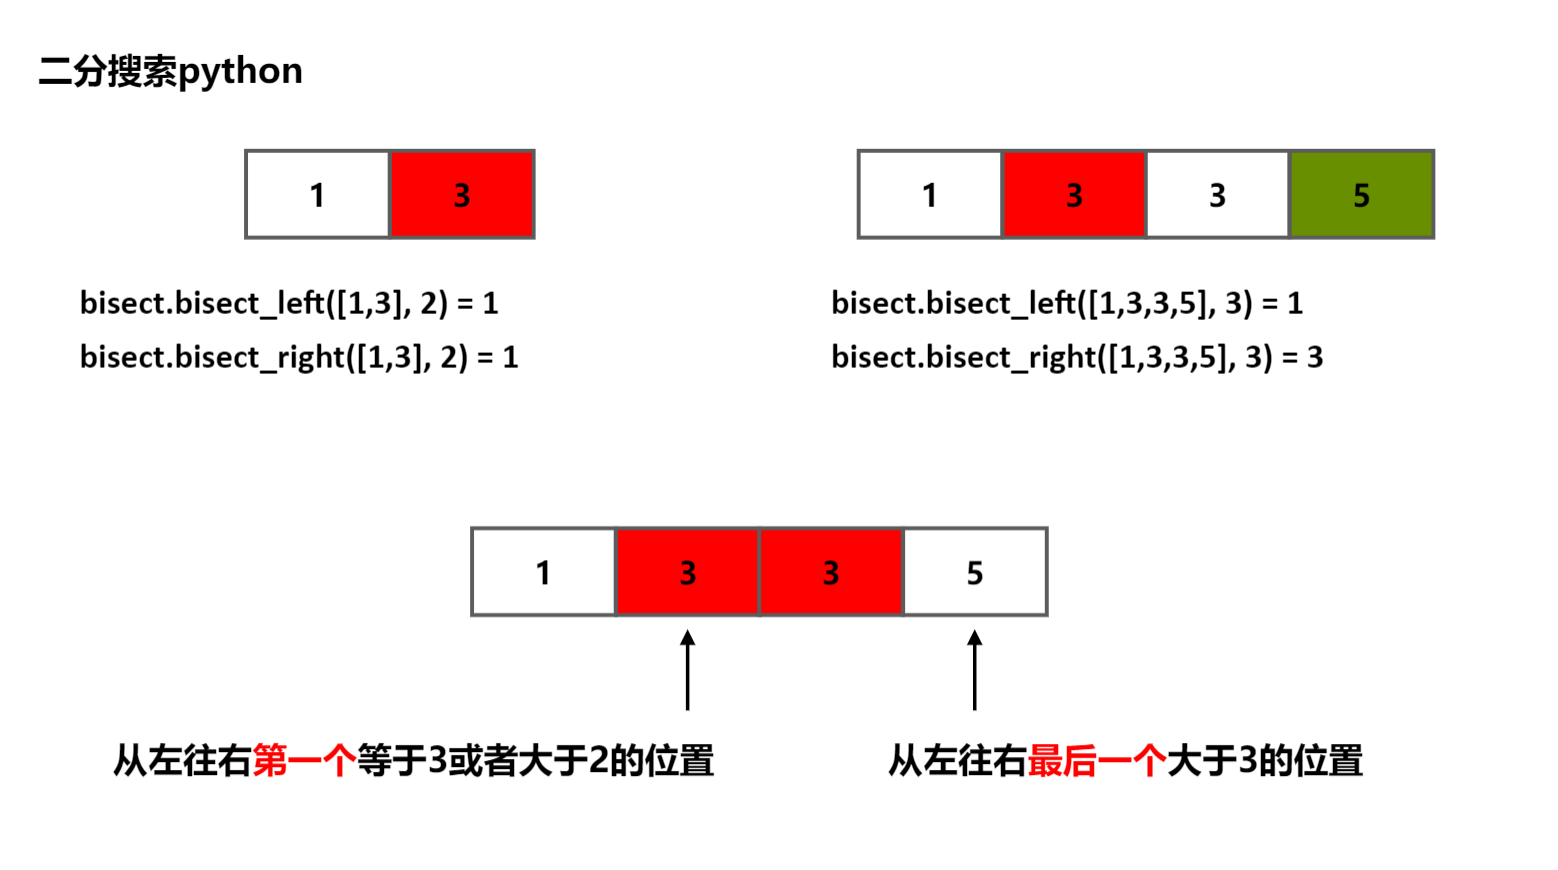 二分搜索python
1 3
1 3 3 5
bisect.bisect_left([1,3], 2) = 1
bisect.bisect_right([1,3], 2) = 1
bisect.bisect_left([1,3,3,5], 3) = 1
bisect.bisect_right([1,3,3,5], 3) = 3
1 3 3 5
从左往右第一个等于3或者大于2的位置
从左往右最后一个大于3的位置